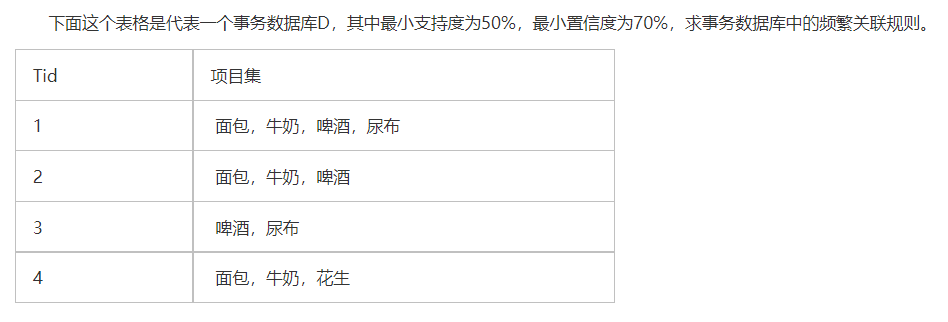 下面这个表格是代表一个事务数据库D，其中最小支持度为50%，最小置信度为70%，求事务数据库中的频繁关联规则。
Tid 项目集
1 面包，牛奶，啤酒，尿布
2 面包，牛奶，啤酒
3 啤酒，尿布
4 面包，牛奶，花生